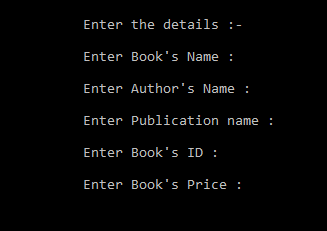 Enter the details :-
Enter Book's Name :
Enter Author's Name :
Enter Publication name :
Enter Book's ID :
Enter Book's Price :